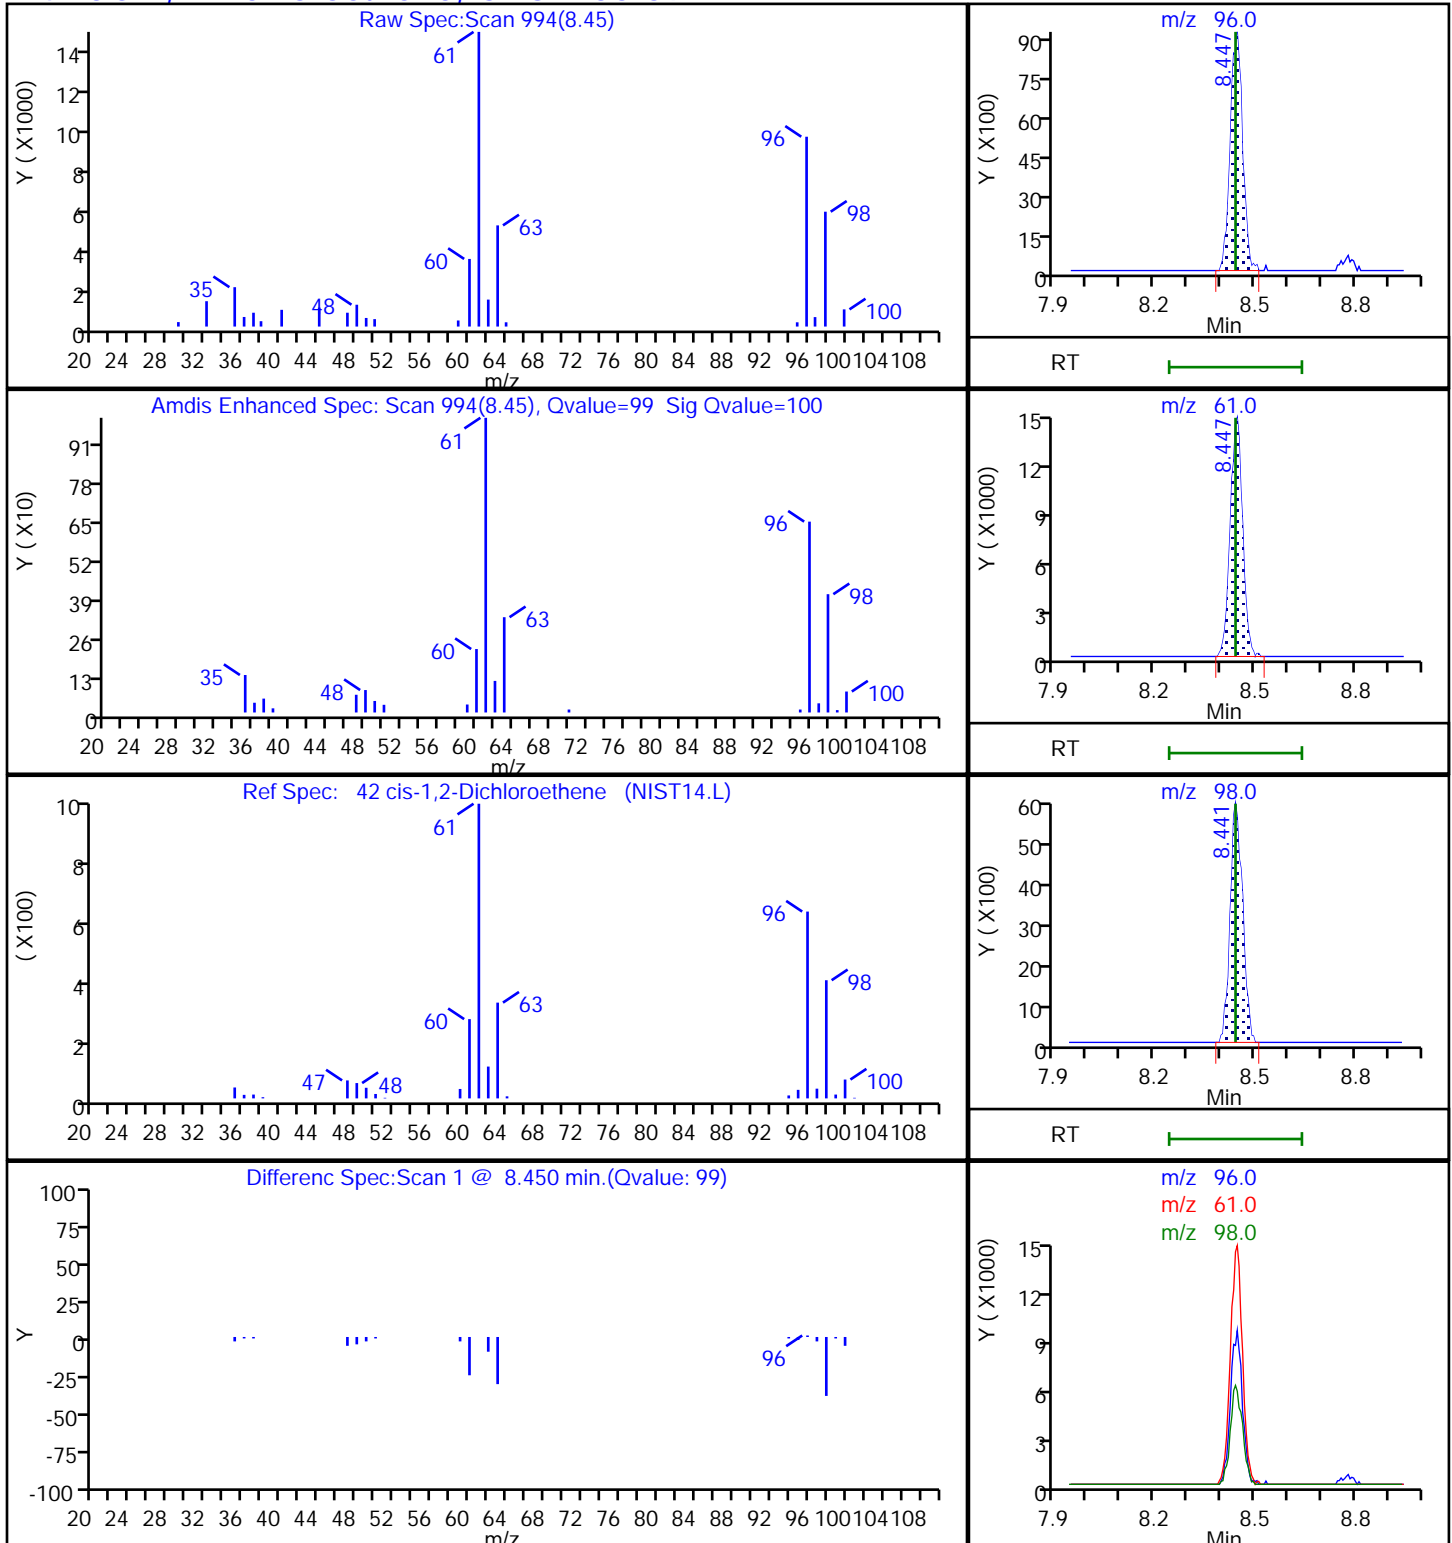 Raw Spec:Scan 994(8.45)
Y ( X1000)
14
12
10
8
6
4
2
0
61
96
98
63
60
35
48
100
20 24 28 32 36 40 44 48 52 56 60 64 68 72 76 80 84 88 92 96 100 104 108
m/z
m/z 96.0
Y ( X100)
90
75
60
45
30
15
0
8.447
7.9 8.2 8.5 8.8
Min
RT
Amdis Enhanced Spec: Scan 994(8.45), Qvalue=99 Sig Qvalue=100
Y ( X10)
91
78
65
52
39
26
13
0
61
96
98
63
60
35
48
100
20 24 28 32 36 40 44 48 52 56 60 64 68 72 76 80 84 88 92 96 100 104 108
m/z
m/z 61.0
Y ( X1000)
15
12
9
6
3
0
8.447
7.9 8.2 8.5 8.8
Min
RT
Ref Spec: 42 cis-1,2-Dichloroethene (NIST14.L)
( X100)
10
8
6
4
2
0
61
96
98
63
60
47
48
100
20 24 28 32 36 40 44 48 52 56 60 64 68 72 76 80 84 88 92 96 100 104 108
m/z
m/z 98.0
Y ( X100)
60
50
40
30
20
10
0
8.441
7.9 8.2 8.5 8.8
Min
RT
Differenc Spec:Scan 1 @ 8.450 min.(Qvalue: 99)
Y
100
75
50
25
0
-25
-50
-75
-100
96
20 24 28 32 36 40 44 48 52 56 60 64 68 72 76 80 84 88 92 96 100 104 108
m/z
m/z 96.0
m/z 61.0
m/z 98.0
Y ( X1000)
15
12
9
6
3
0
7.9 8.2 8.5 8.8
Min